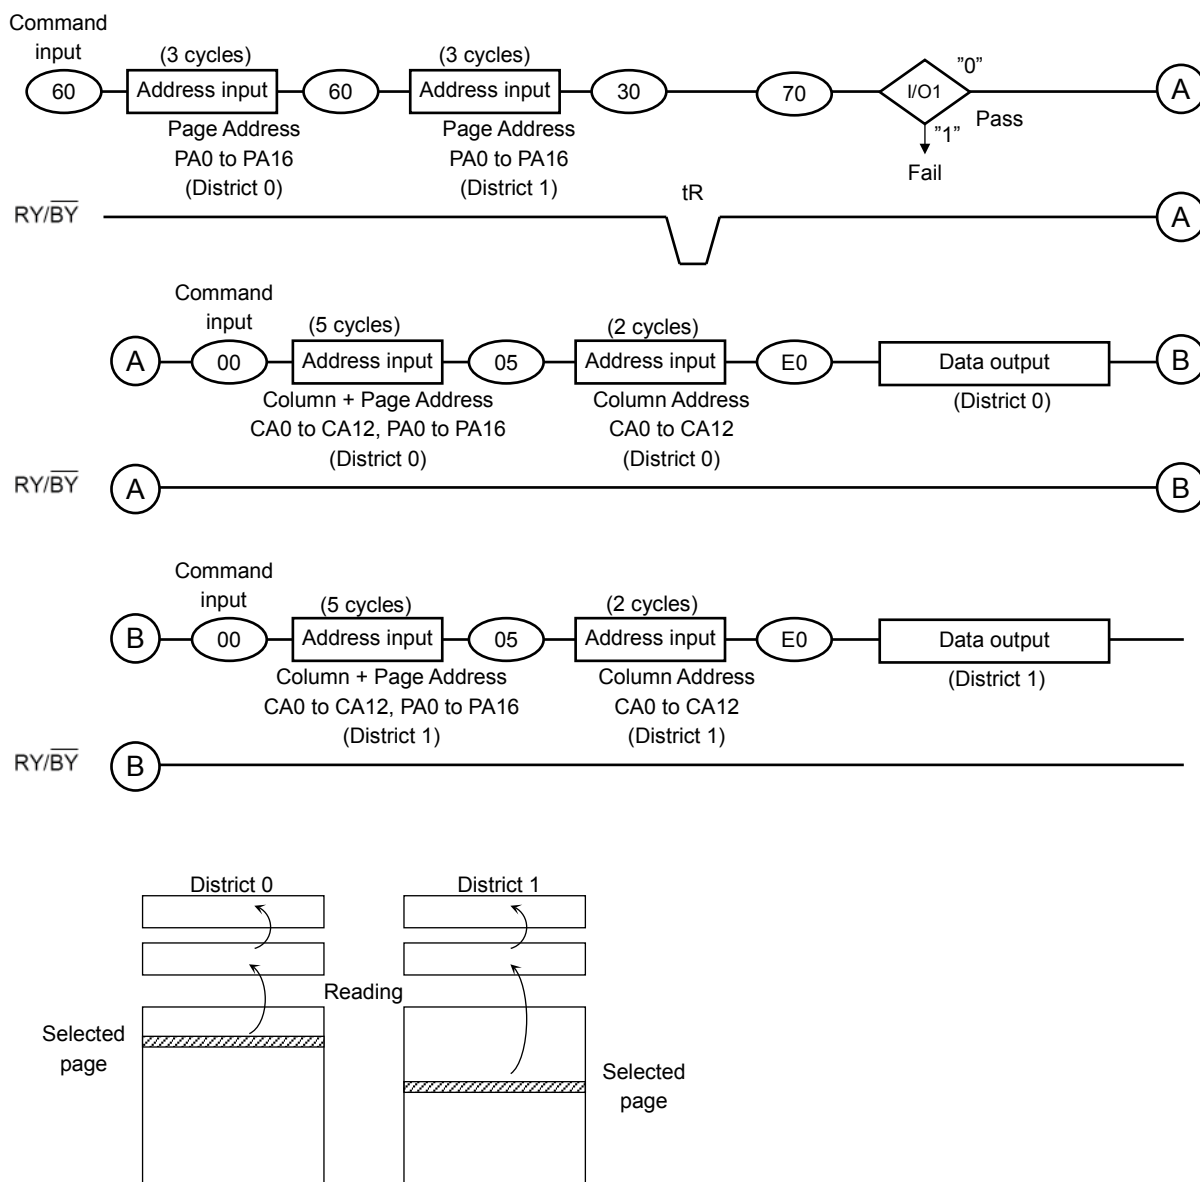 Command
input
(3 cycles)
(3 cycles)
"0"
60
Address input
60
Address input
30
70
I/O1
A
Pass
"1"
Page Address
PA0 to PA16
(District 0)
Page Address
PA0 to PA16
(District 1)
Fail
tR
RY/BY
A
Command
input
(5 cycles)
(2 cycles)
A
00
Address input
05
Address input
E0
Data output
B
Column + Page Address
CA0 to CA12, PA0 to PA16
(District 0)
Column Address
CA0 to CA12
(District 0)
(District 0)
RY/BY
A
B
Command
input
(5 cycles)
(2 cycles)
B
00
Address input
05
Address input
E0
Data output
Column + Page Address
CA0 to CA12, PA0 to PA16
(District 1)
Column Address
CA0 to CA12
(District 1)
(District 1)
RY/BY
B
District 0
District 1
Reading
Selected
page
Selected
page